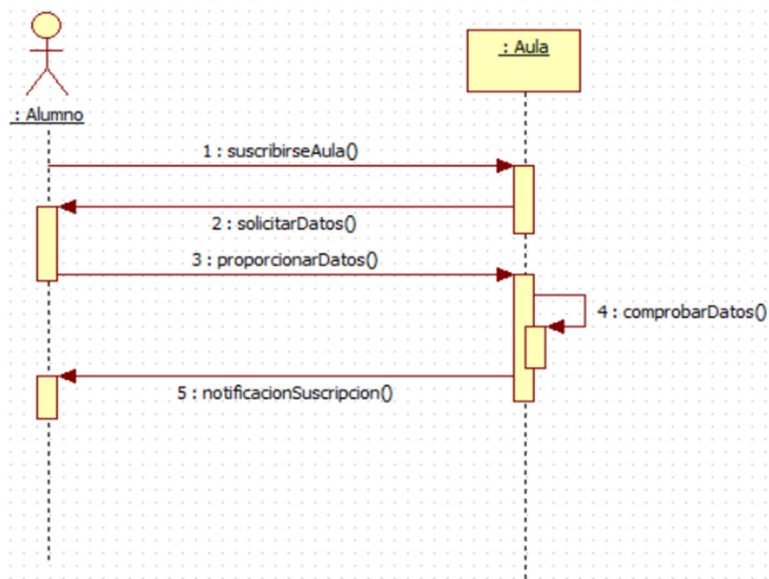 : Aula
: Alumno
1 : suscribirseAula()
2 : solicitarDatos()
3 : proporcionarDatos()
4 : comprobarDatos()
5 : notificacionSuscripcion()